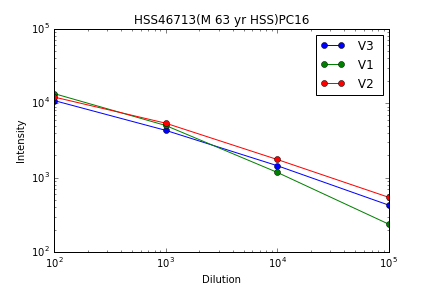 HSS46713(M 63 yr HSS)PC16
10^5
10^4
10^3
10^2
Intensity
V3
V1
V2
10^2 10^3 10^4 10^5
Dilution